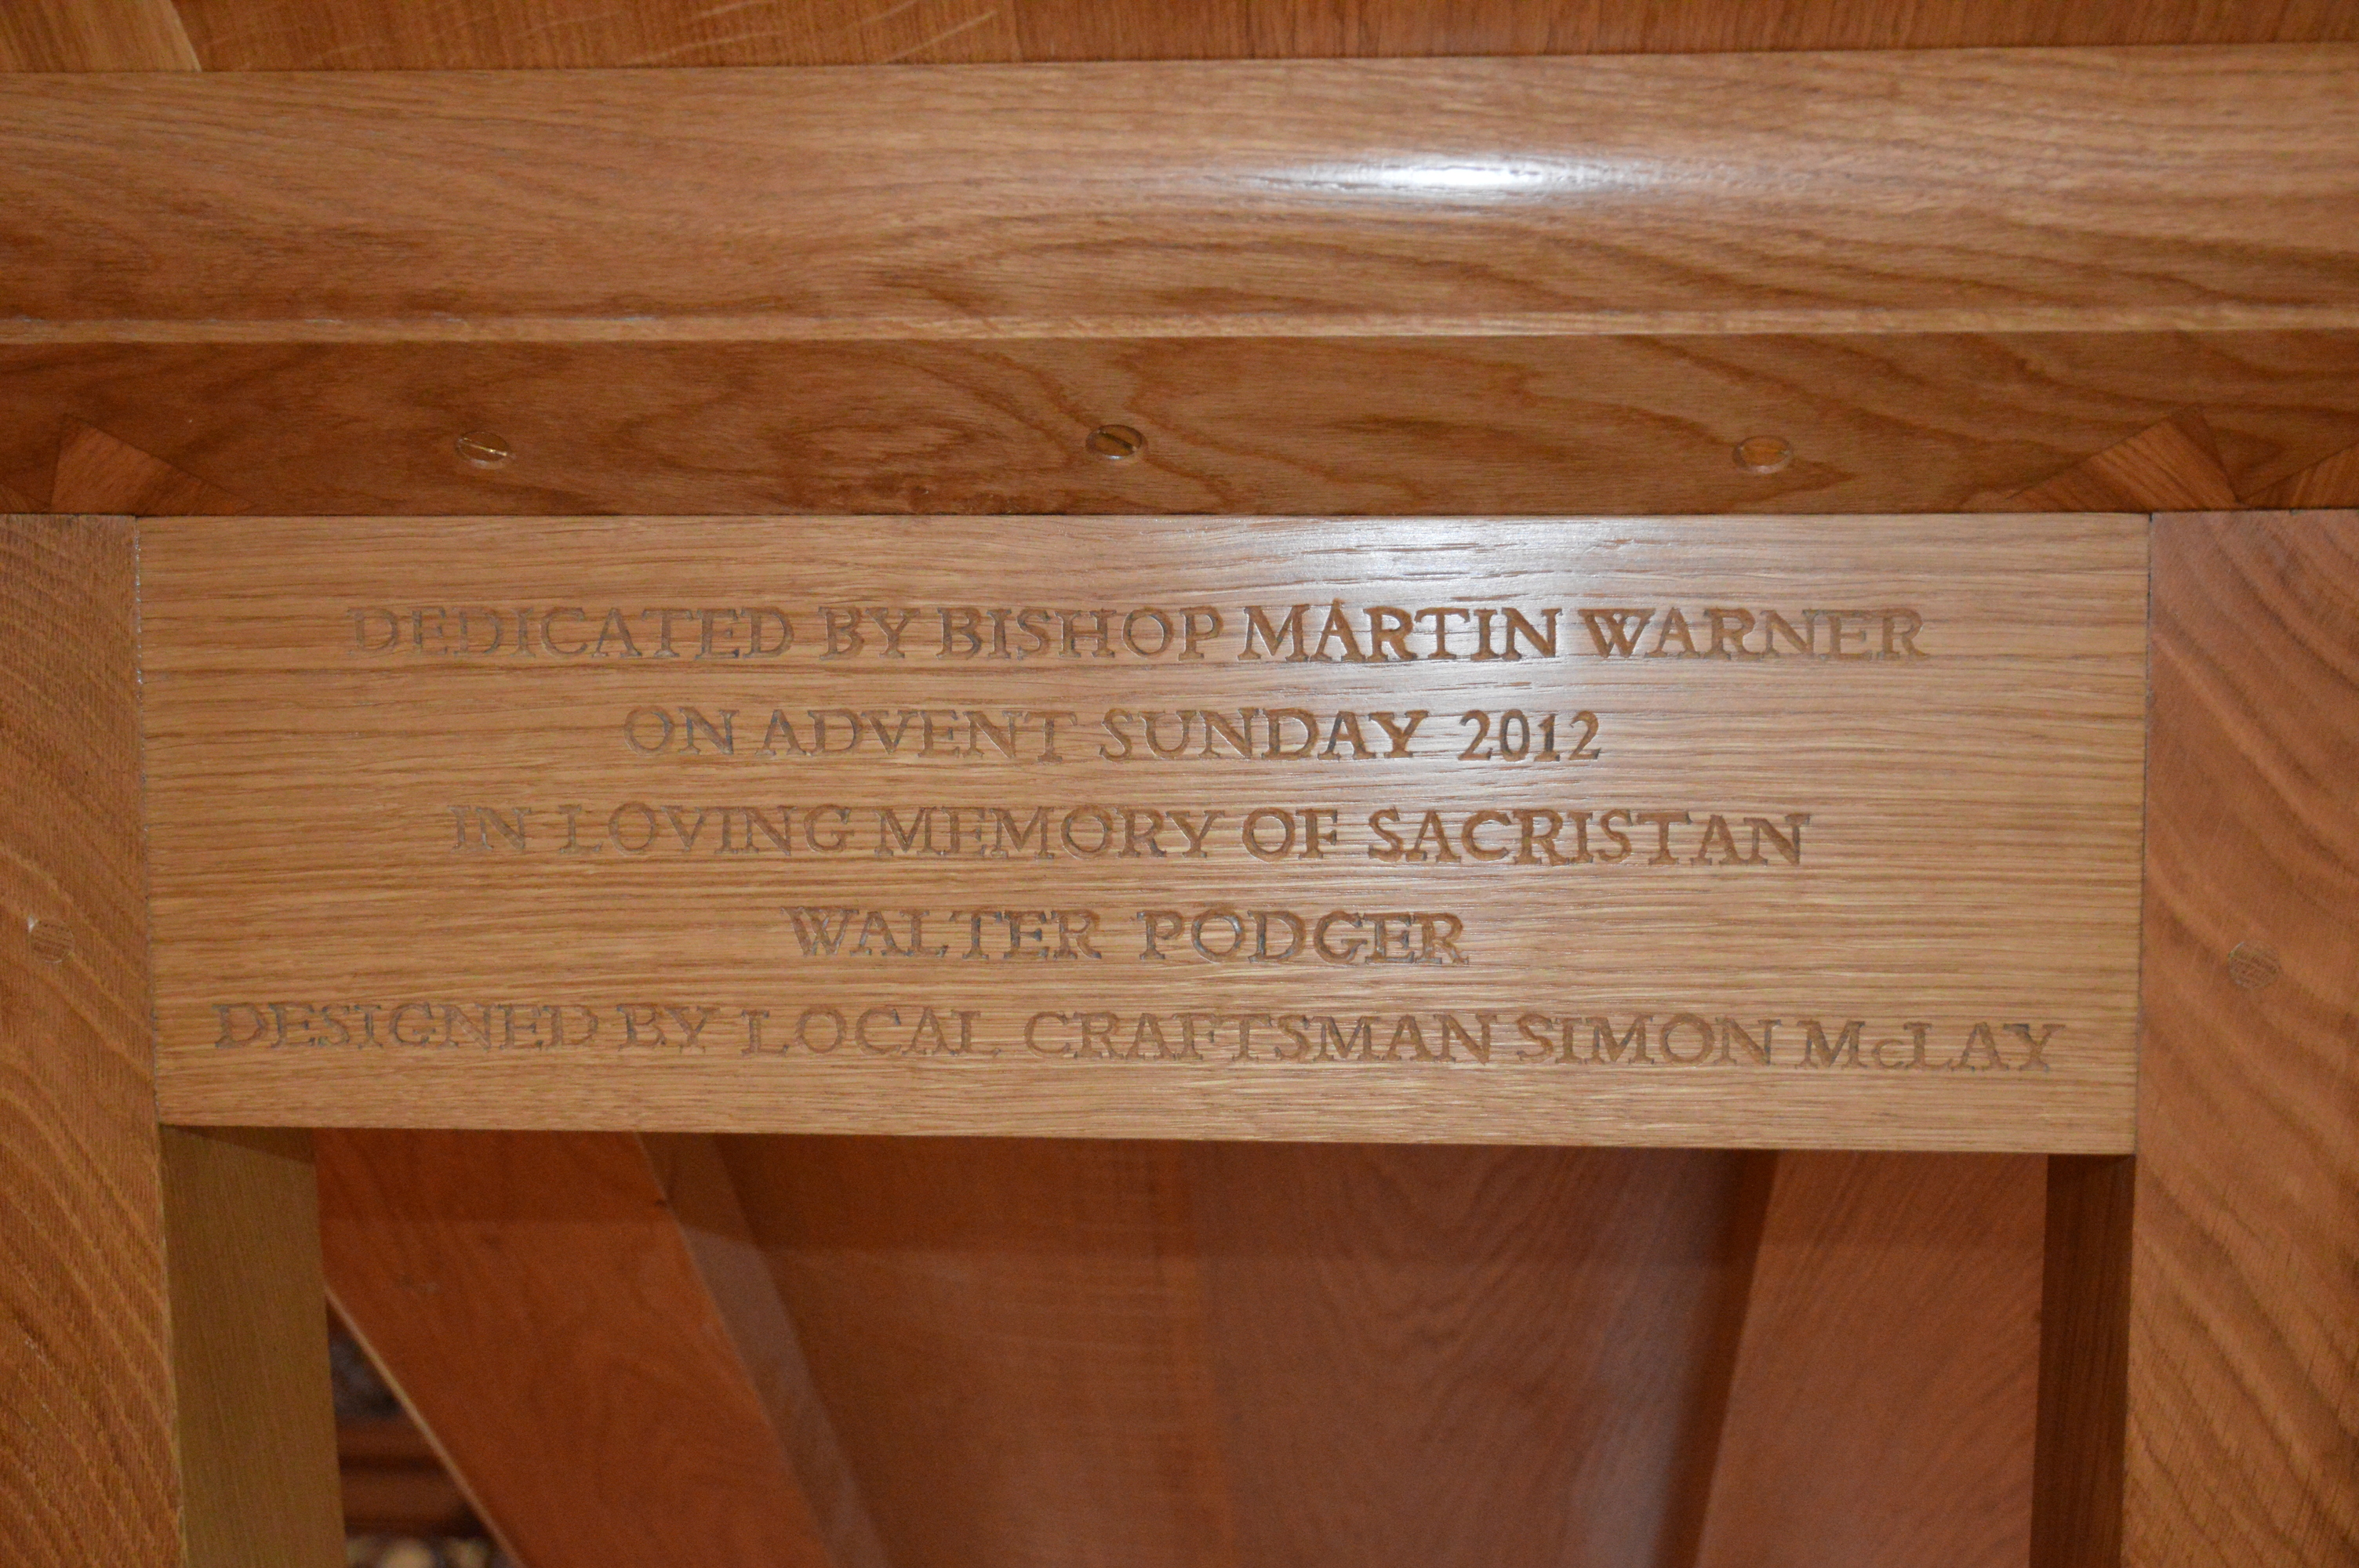 DEDICATED BY BISHOP MARTIN WARNER
ON ADVENT SUNDAY 2012
IN LOVING MEMORY OF SACRISTAN
WALTER PODGER
DESIGNED BY LOCAL CRAFTSMAN SIMON McLAY